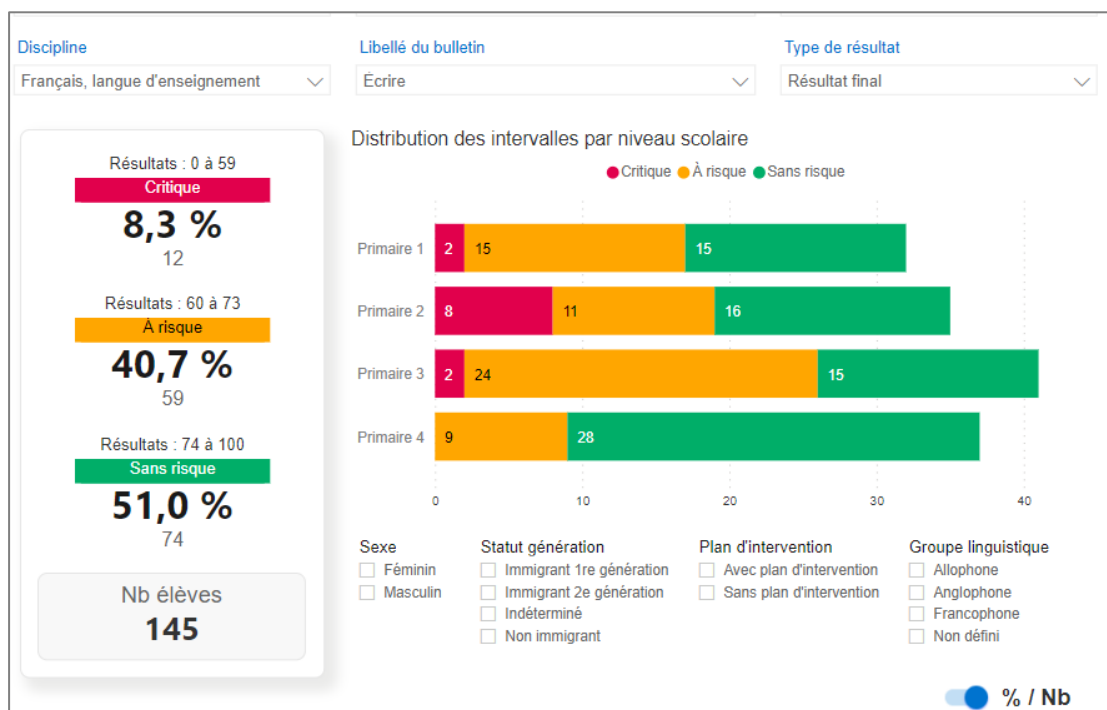 Discipline
Libellé du bulletin
Type de résultat
Français, langue d'enseignement
Écrire
Résultat final
Résultats : 0 à 59
Critique
8,3 %
12
Résultats : 60 à 73
À risque
40,7 %
59
Résultats : 74 à 100
Sans risque
51,0 %
74
Nb élèves
145
Distribution des intervalles par niveau scolaire
Critique À risque Sans risque
Primaire 1 2 15 15
Primaire 2 8 11 16
Primaire 3 2 24 15
Primaire 4 9 28
0 10 20 30 40
Sexe
Féminin
Masculin
Statut génération
Immigrant 1re génération
Immigrant 2e génération
Indéterminé
Non immigrant
Plan d'intervention
Avec plan d'intervention
Sans plan d'intervention
Groupe linguistique
Allophone
Anglophone
Francophone
Non défini
% / Nb